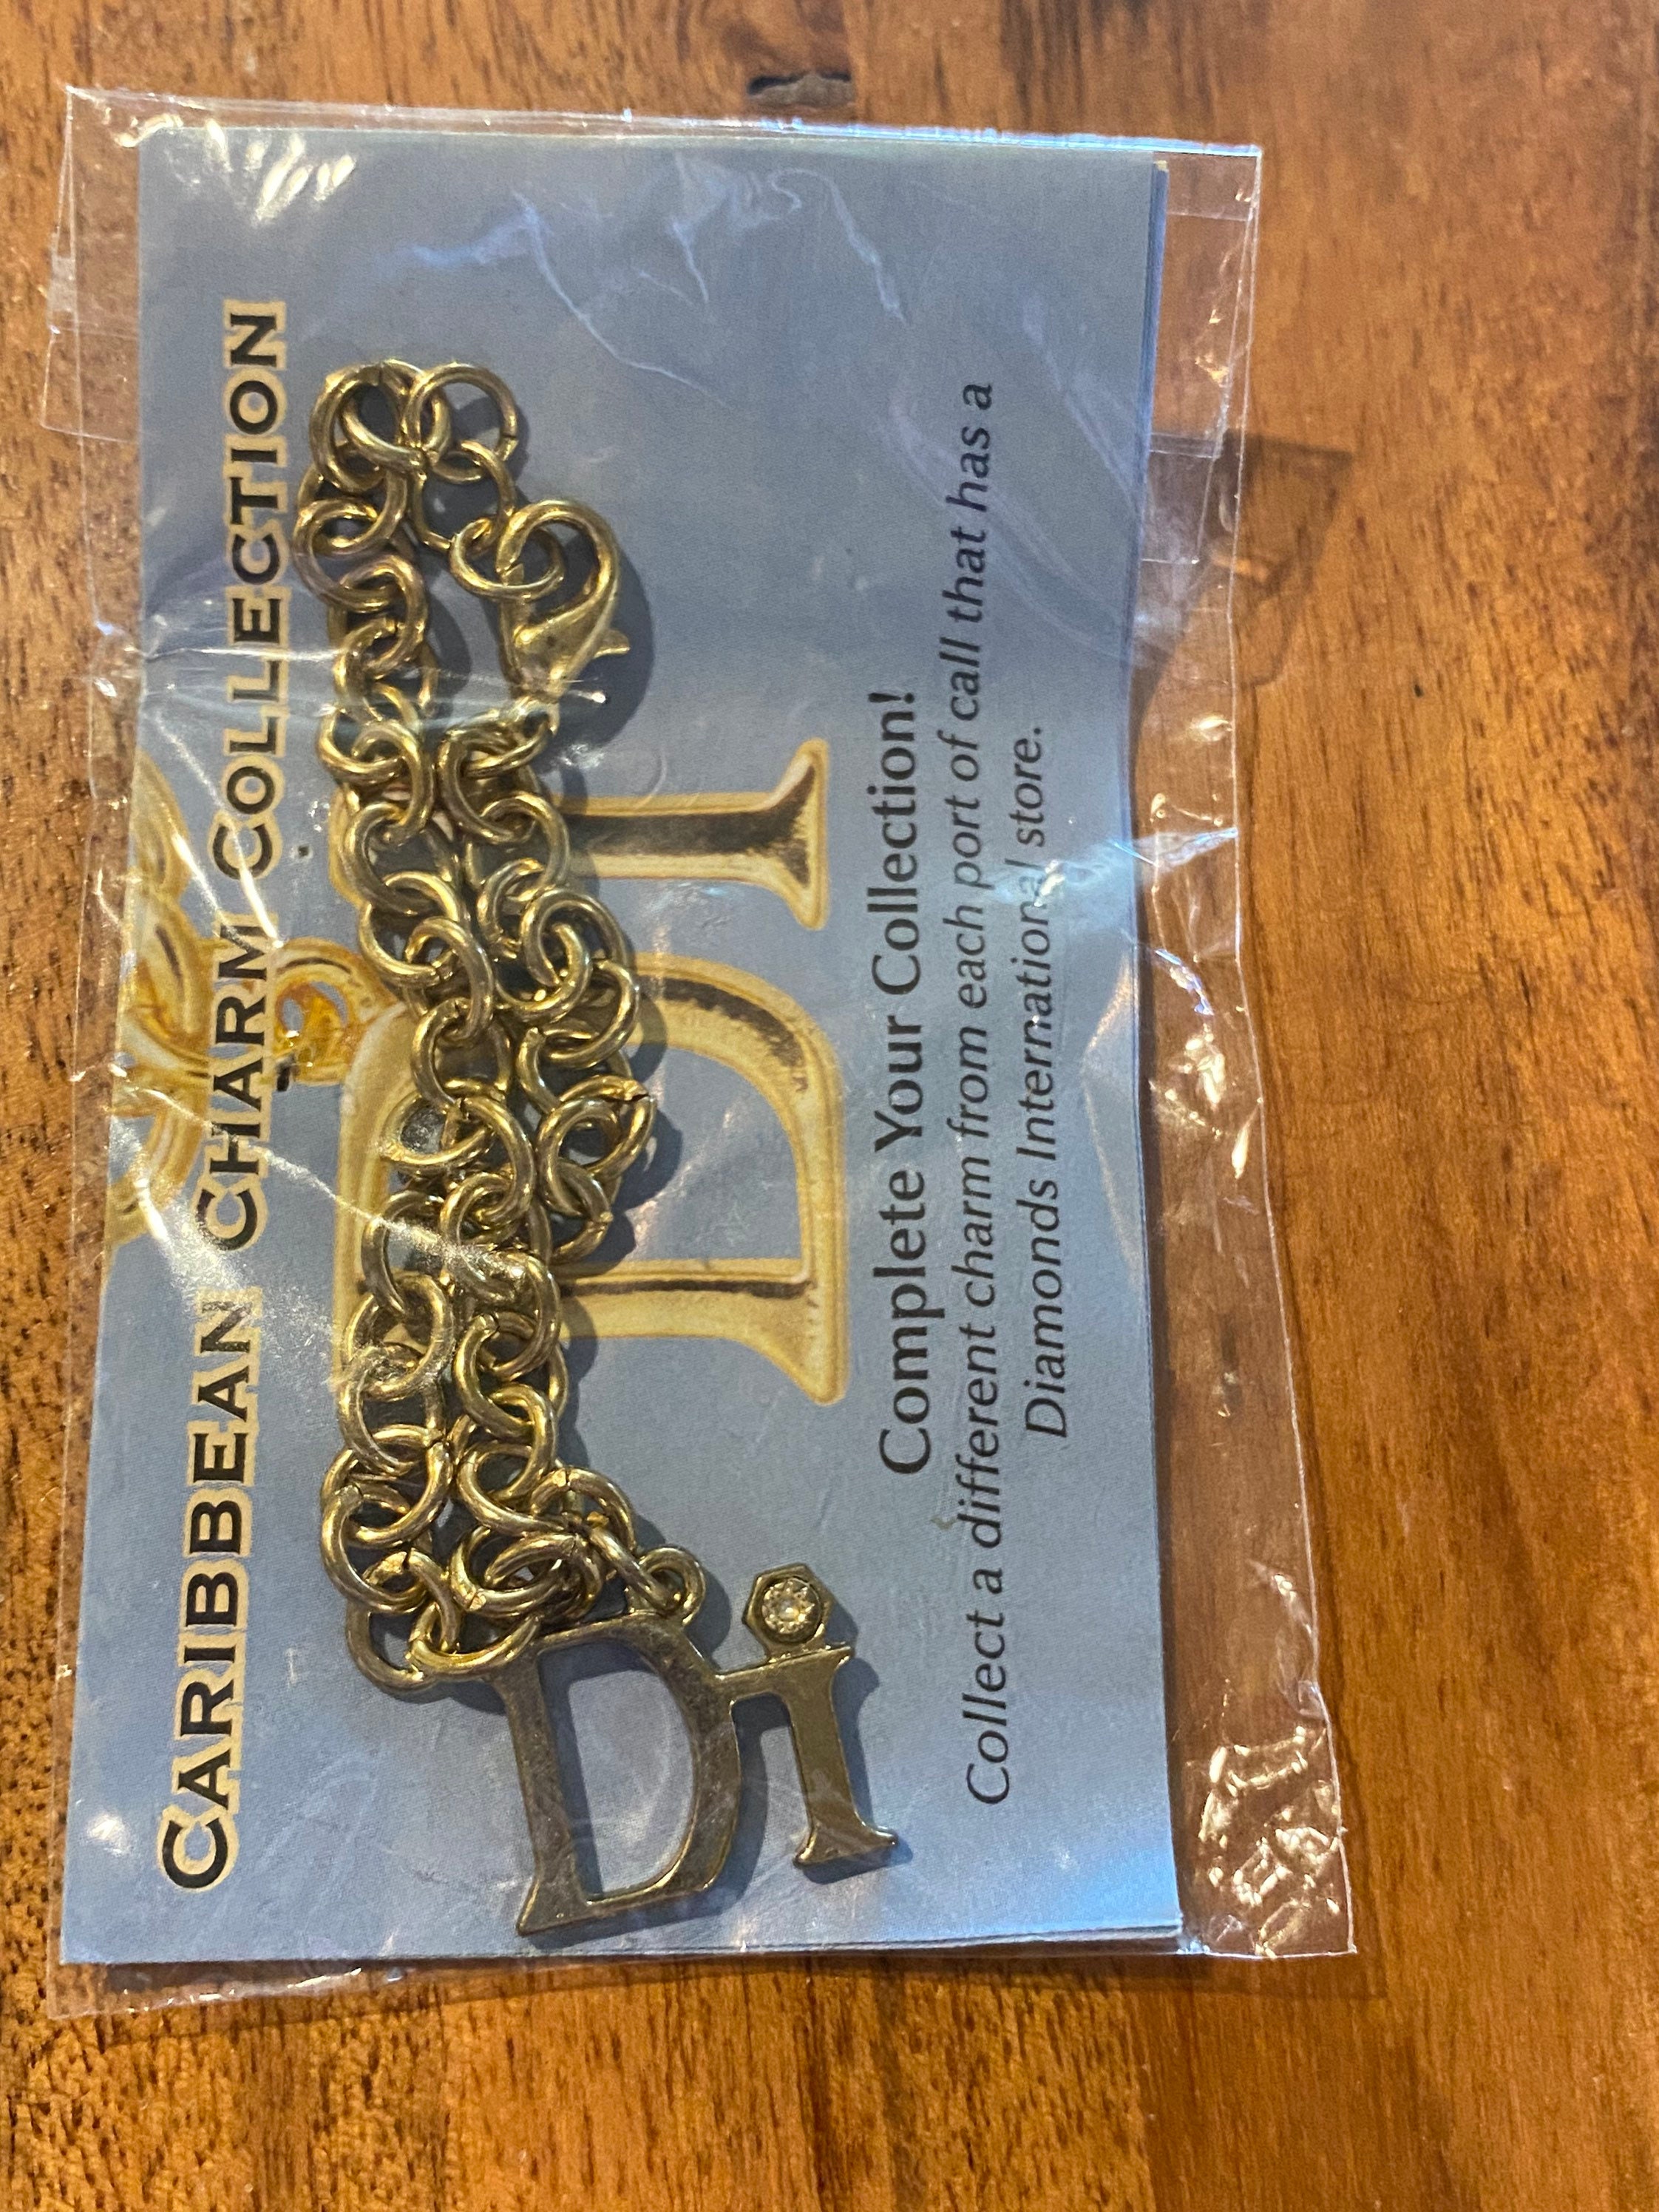 CARIBBEAN CHARM COLLECTION
Di
DI
Complete Your Collection!
Collect a different charm from each port of call that has a
Diamonds International store.